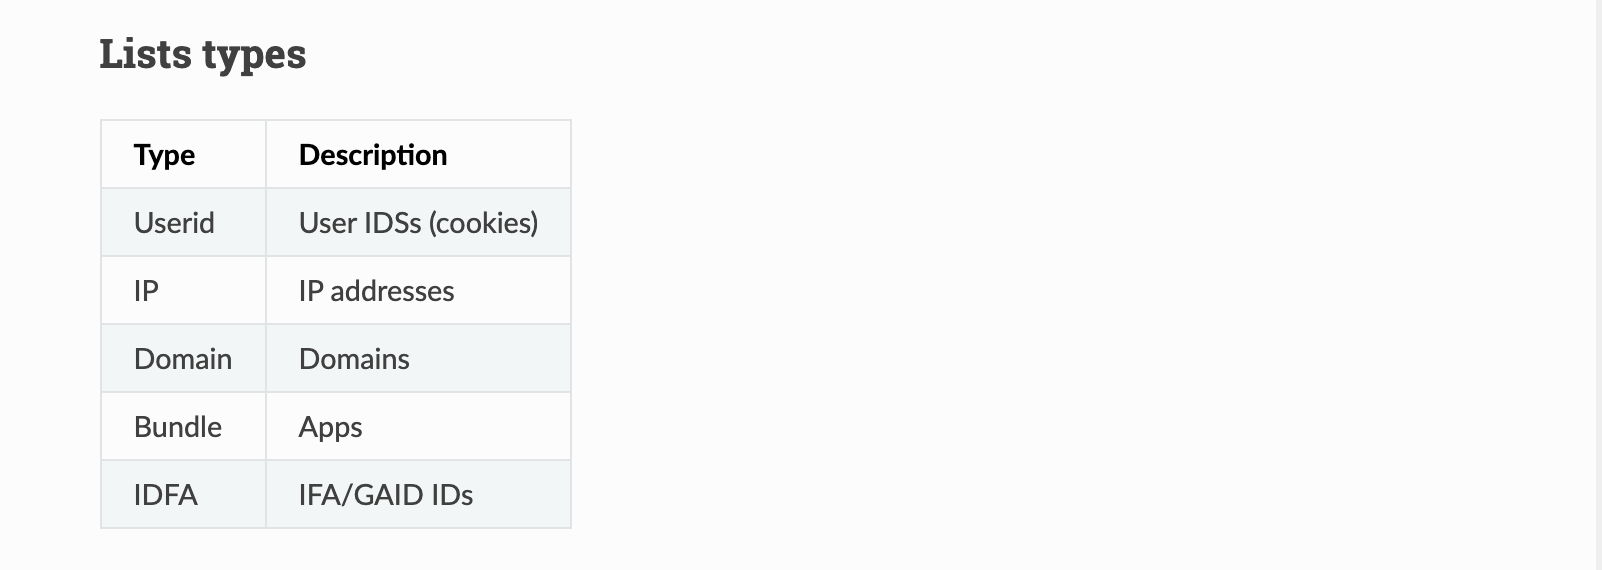 Lists types
Type Description
Userid User IDSs (cookies)
IP IP addresses
Domain Domains
Bundle Apps
IDFA IFA/GAID IDs